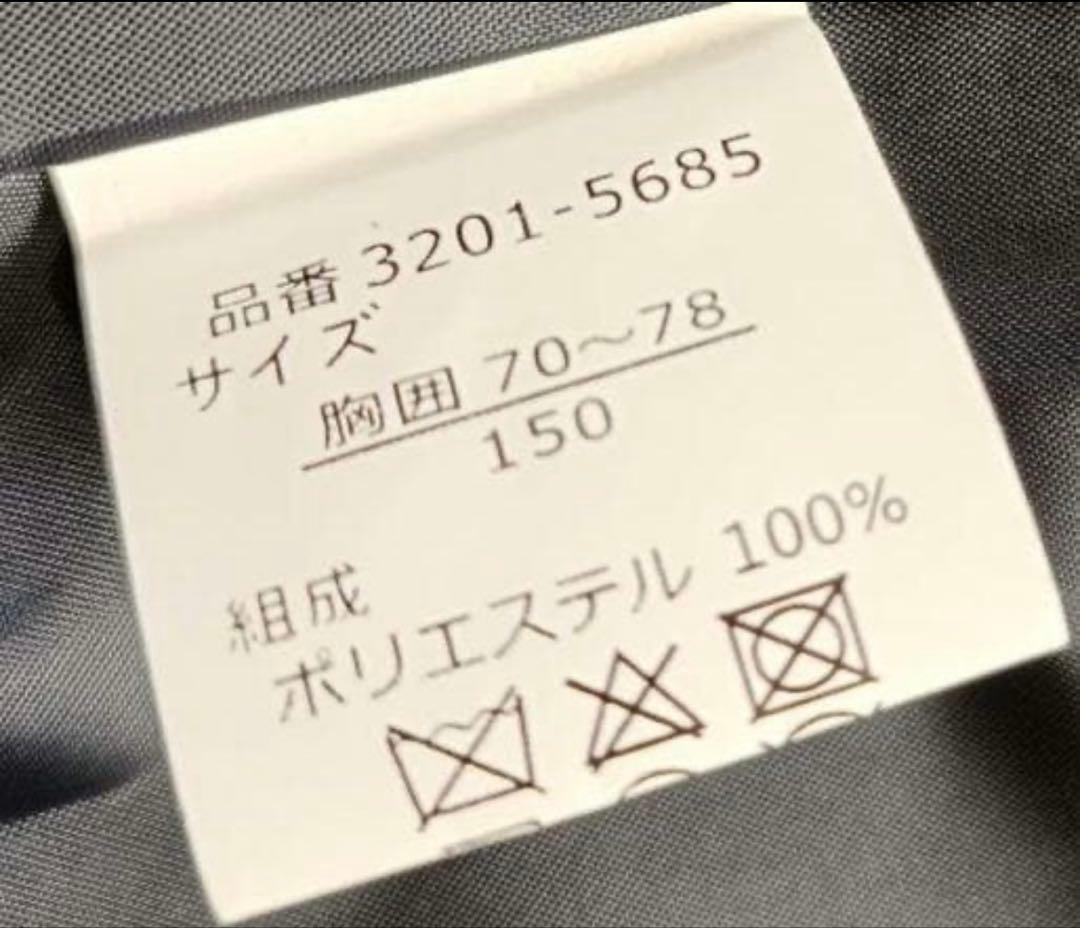 品番 3201-5685
サイズ
胸囲 70～78
150
組成
ポリエステル 100%